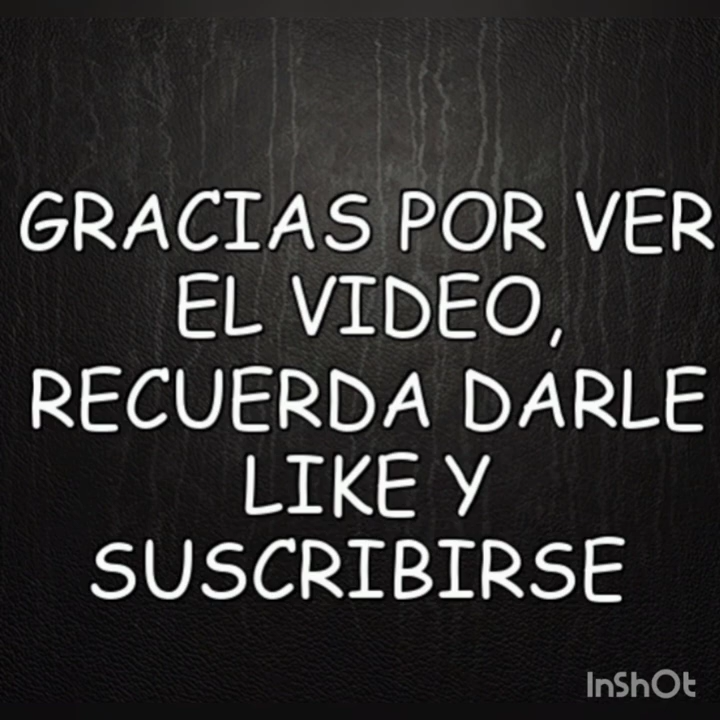 GRACIAS POR VER
EL VIDEO,
RECUERDA DARLE
LIKE Y
SUSCRIBIRSE
InShOt